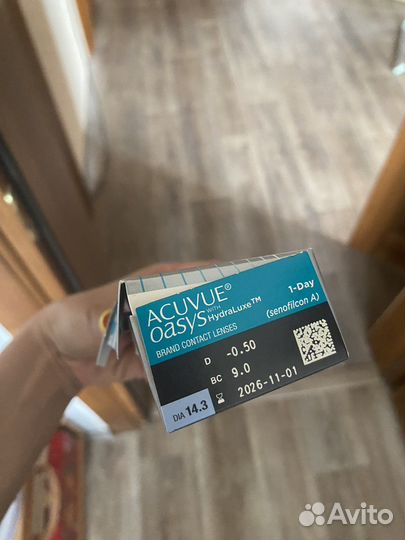 ACUVUE®
oasys WITH HydraLuxe™
1-Day
(senofilcon A)
BRAND CONTACT LENSES
D -0.50
BC 9.0
2026-11-01
DIA 14.3
Avito